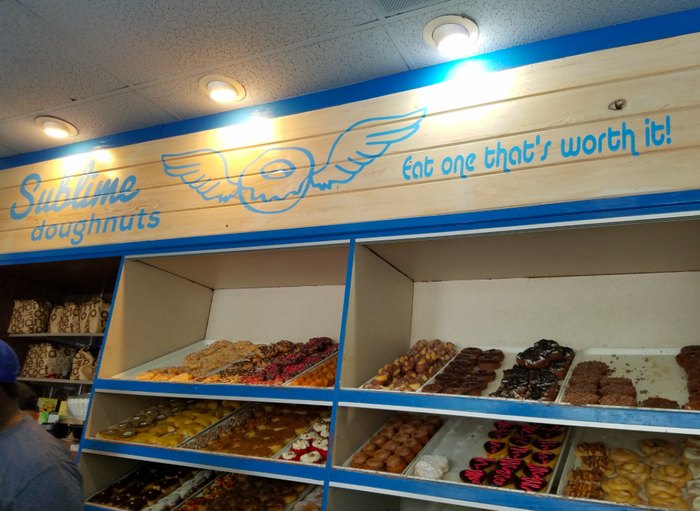 Sublime
doughnuts
Eat one that's worth it!